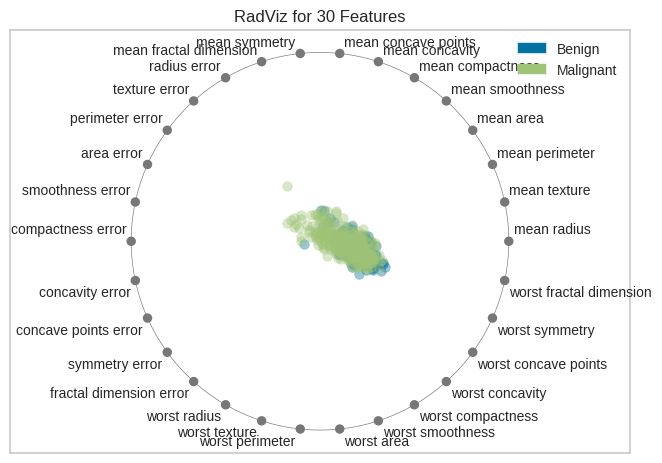 RadViz for 30 Features
mean symmetry
mean concave points
mean fractal dimension
mean concavity
Benign
radius error
mean compactness
Malignant
texture error
mean smoothness
perimeter error
mean area
area error
mean perimeter
smoothness error
mean texture
compactness error
mean radius
concavity error
worst fractal dimension
concave points error
worst symmetry
symmetry error
worst concave points
fractal dimension error
worst concavity
worst radius
worst compactness
worst texture
worst smoothness
worst perimeter
worst area